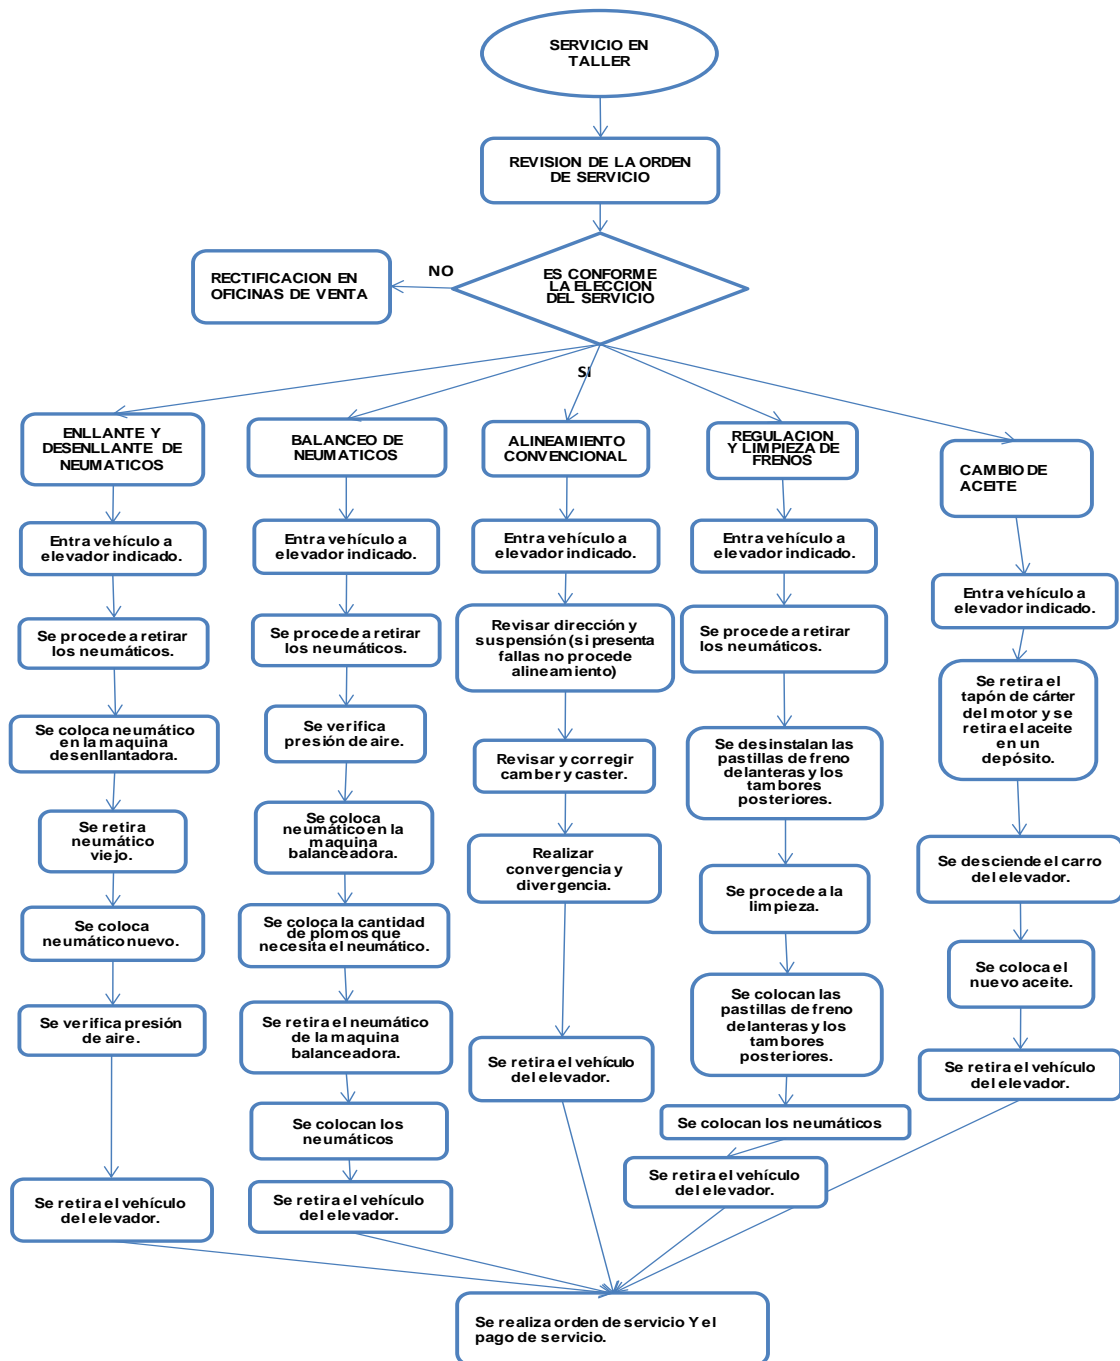 SERVICIO EN
TALLER
REVISION DE LA ORDEN
DE SERVICIO
ES CONFORME
LA ELECCION
DEL SERVICIO
NO
RECTIFICACION EN
OFICINAS DE VENTA
SI
ENLLANTE Y
DESENLLANTE DE
NEUMATICOS
Entra vehículo a
elevador indicado.
Se procede a retirar
los neumáticos.
Se coloca neumático
en la maquina
desenllantadora.
Se retira
neumático
viejo.
Se coloca
neumático nuevo.
Se verifica presión
de aire.
Se retira el vehículo
del elevador.
BALANCEO DE
NEUMATICOS
Entra vehículo a
elevador indicado.
Se procede a retirar
los neumáticos.
Se verifica
presión de aire.
Se coloca
neumático en la
maquina
balanceadora.
Se coloca la cantidad
de plomos que
necesita el neumático.
Se retira el neumático
de la maquina
balanceadora.
Se colocan los
neumáticos
Se retira el vehículo
del elevador.
ALINEAMIENTO
CONVENCIONAL
Entra vehículo a
elevador indicado.
Revisar dirección y
suspensión (si presenta
fallas no procede
alineamiento)
Revisar y corregir
camber y caster.
Realizar
convergencia y
divergencia.
Se retira el vehículo
del elevador.
REGULACION
Y LIMPIEZA DE
FRENOS
Entra vehículo a
elevador indicado.
Se procede a retirar
los neumáticos.
Se desinstalan las
pastillas de freno
delanteras y los
tambores
posteriores.
Se procede a la
limpieza.
Se colocan las
pastillas de freno
delanteras y los
tambores
posteriores.
Se colocan los neumáticos
Se retira el vehículo
del elevador.
CAMBIO DE
ACEITE
Entra vehículo a
elevador indicado.
Se retira el
tapón de cárter
del motor y se
retira el aceite
en un
depósito.
Se desciende el carro
del elevador.
Se coloca el
nuevo aceite.
Se retira el vehículo
del elevador.
Se realiza orden de servicio Y el
pago de servicio.